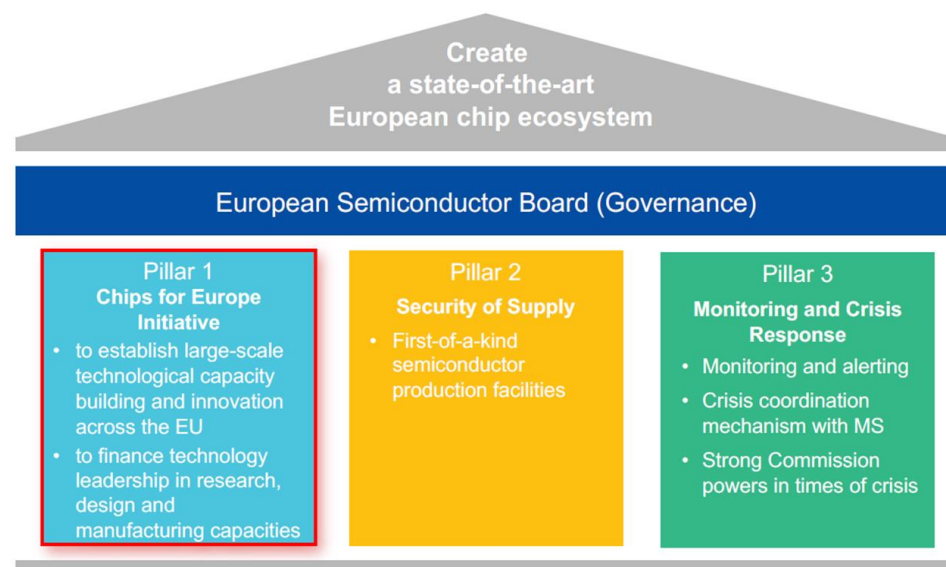 Create
a state-of-the-art
European chip ecosystem
European Semiconductor Board (Governance)
Pillar 1
Chips for Europe
Initiative
• to establish large-scale
technological capacity
building and innovation
across the EU
• to finance technology
leadership in research,
design and
manufacturing capacities
Pillar 2
Security of Supply
• First-of-a-kind
semiconductor
production facilities
Pillar 3
Monitoring and Crisis
Response
• Monitoring and alerting
• Crisis coordination
mechanism with MS
• Strong Commission
powers in times of crisis